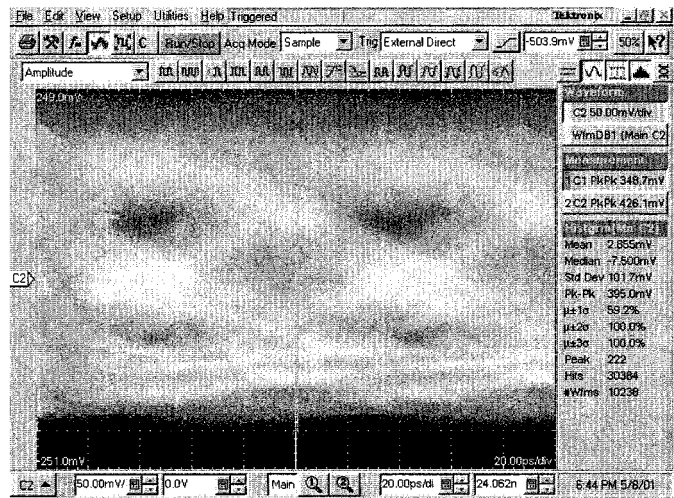 File Edit View Setup Utilities Help Triggered Tektronix
C Run/Stop Acq Mode Sample Trig External Direct -503.9mV 50%
Amplitude
249.0mV
C2
-251.0mV 20.00ps/div
Waveform
C2 50.00mV/div
WfmDB1 (Main C2
Measurement
1 C1 PkPk 348.7mV
2 C2 PkPk 426.1mV
Mean 2.855mV
Median -7.500mV
Std Dev 101.7mV
Pk-Pk 395.0mV
µ±1σ 59.2%
µ±2σ 100.0%
µ±3σ 100.0%
Peak 222
Hits 30384
#Wfms 10238
C2 50.00mV/ 0.0V Main 1 2 20.00ps/di 24.062n 6:44 PM 5/8/01